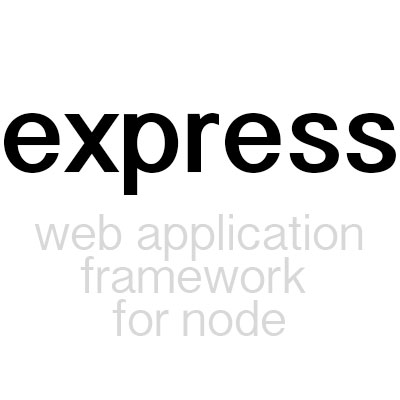 express
web application
framework
for node